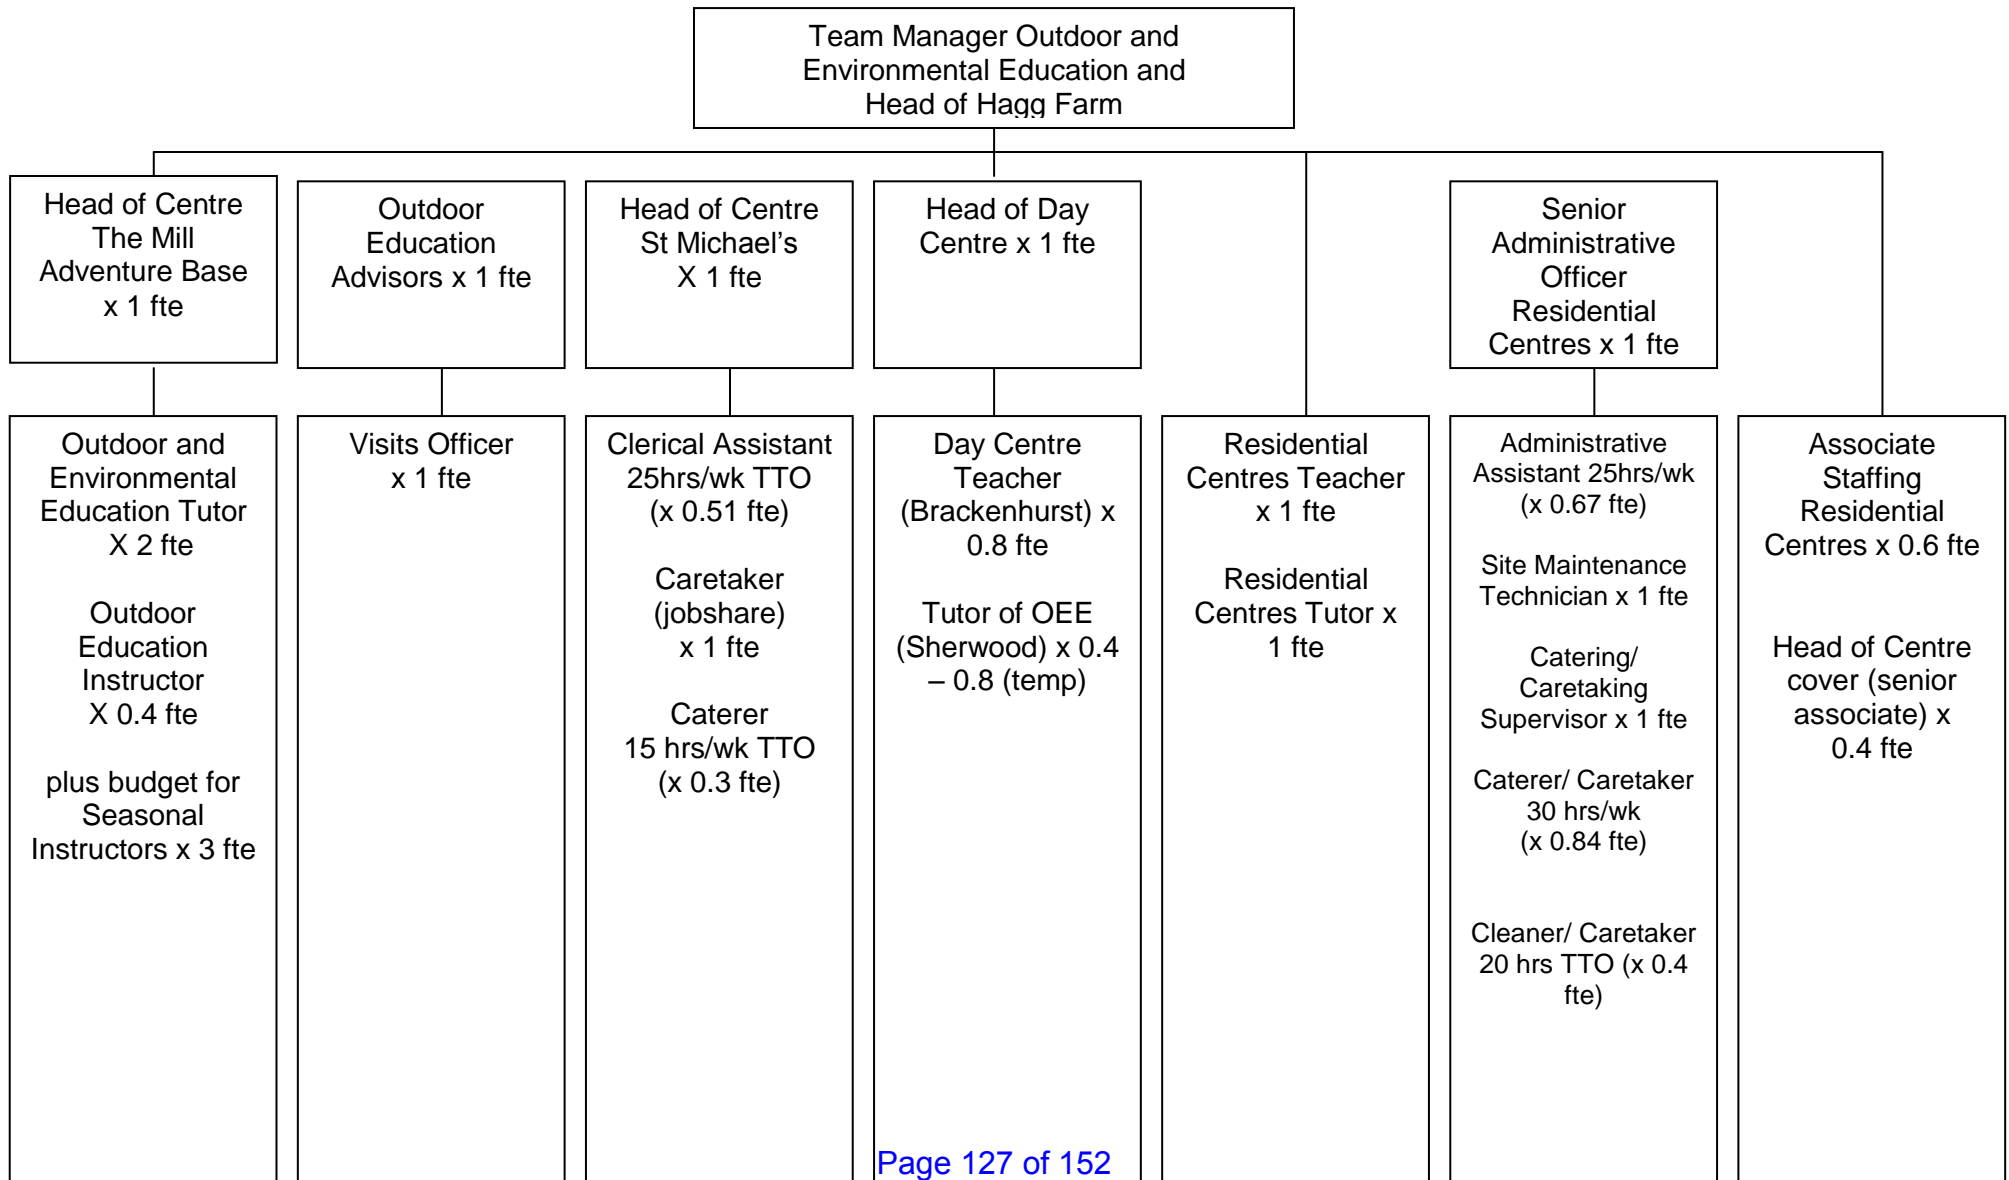 Team Manager Outdoor and
Environmental Education and
Head of Hagg Farm
Head of Centre
The Mill
Adventure Base
x 1 fte
Outdoor
Education
Advisors x 1 fte
Head of Centre
St Michael’s
X 1 fte
Head of Day
Centre x 1 fte
Senior
Administrative
Officer
Residential
Centres x 1 fte
Outdoor and
Environmental
Education Tutor
X 2 fte
Outdoor
Education
Instructor
X 0.4 fte
plus budget for
Seasonal
Instructors x 3 fte
Visits Officer
x 1 fte
Clerical Assistant
25hrs/wk TTO
(x 0.51 fte)
Caretaker
(jobshare)
x 1 fte
Caterer
15 hrs/wk TTO
(x 0.3 fte)
Day Centre
Teacher
(Brackenhurst) x
0.8 fte
Tutor of OEE
(Sherwood) x 0.4
– 0.8 (temp)
Residential
Centres Teacher
x 1 fte
Residential
Centres Tutor x
1 fte
Administrative
Assistant 25hrs/wk
(x 0.67 fte)
Site Maintenance
Technician x 1 fte
Catering/
Caretaking
Supervisor x 1 fte
Caterer/ Caretaker
30 hrs/wk
(x 0.84 fte)
Cleaner/ Caretaker
20 hrs TTO (x 0.4
fte)
Associate
Staffing
Residential
Centres x 0.6 fte
Head of Centre
cover (senior
associate) x
0.4 fte
Page 127 of 152